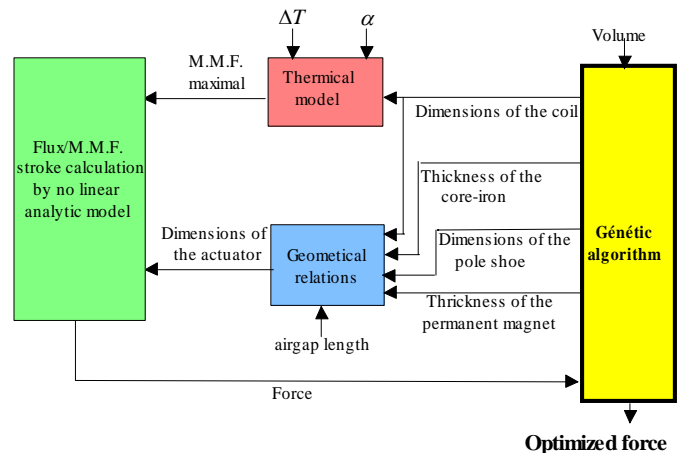 ΔT
α
Volume
M.M.F.
maximal
Thermical
model
Dimensions of the coil
Flux/M.M.F.
stroke calculation
by no linear
analytic model
Thickness of the
core-iron
Dimensions of
the actuator
Geometical
relations
Dimensions of the
pole shoe
Génétic
algorithm
Thrickness of the
permanent magnet
airgap length
Force
Optimized force